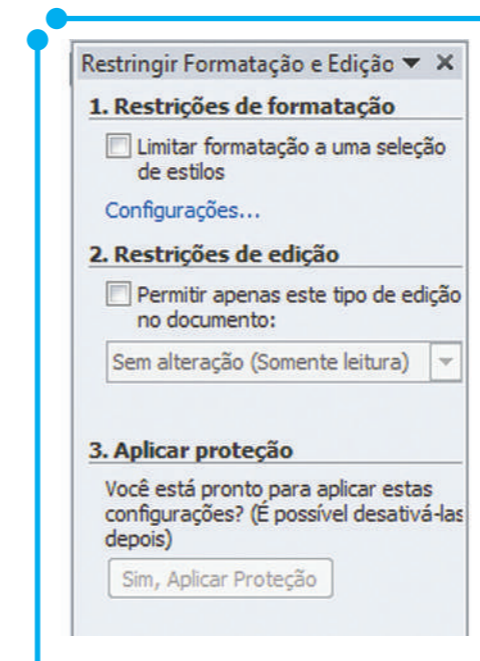 Restringir Formatação e Edição
1. Restrições de formatação
Limitar formatação a uma seleção
de estilos
Configurações...
2. Restrições de edição
Permitir apenas este tipo de edição
no documento:
Sem alteração (Somente leitura)
3. Aplicar proteção
Você está pronto para aplicar estas
configurações? (É possível desativá-las
depois)
Sim, Aplicar Proteção